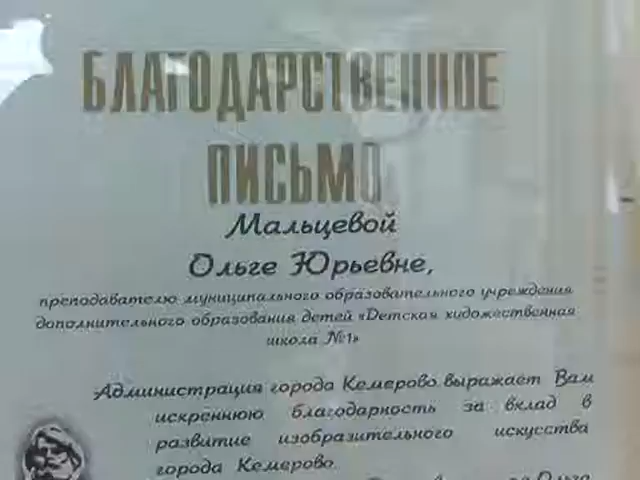 БЛАГОДАРСТВЕННОЕ
ПИСЬМО
Мальцевой
Ольге Юрьевне,
преподавателю муниципального образовательного учреждения
дополнительного образования детей «Детская художественная
школа №1»
Администрация города Кемерово выражает Вам
искреннюю благодарность за вклад в
развитие изобразительного искусства
города Кемерово.
Ольга